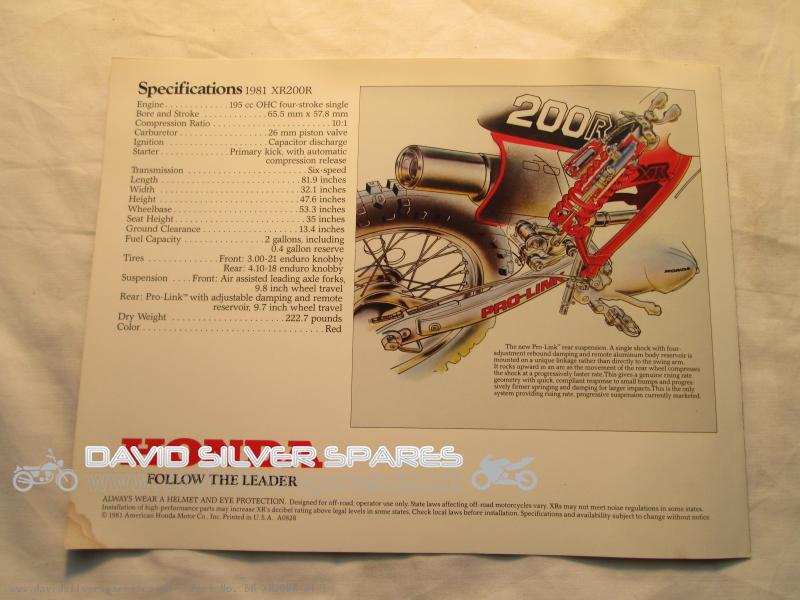 Specifications 1981 XR200R
Engine . . . . . . . . . . . . . 195 cc OHC four-stroke single
Bore and Stroke . . . . . . . . . . . . . 65.5 mm x 57.8 mm
Compression Ratio . . . . . . . . . . . . . . . . . . . . . . . . 10:1
Carburetor . . . . . . . . . . . . . . . . . . 26 mm piston valve
Ignition . . . . . . . . . . . . . . . . . . . . . Capacitor discharge
Starter . . . . . . . . . . . . . . Primary kick, with automatic
compression release
Transmission . . . . . . . . . . . . . . . . . . . . . . . . . Six-speed
Length . . . . . . . . . . . . . . . . . . . . . . . . . . . . . 81.9 inches
Width . . . . . . . . . . . . . . . . . . . . . . . . . . . . . 32.1 inches
Height . . . . . . . . . . . . . . . . . . . . . . . . . . . . . 47.6 inches
Wheelbase . . . . . . . . . . . . . . . . . . . . . . . . . . 53.3 inches
Seat Height . . . . . . . . . . . . . . . . . . . . . . . . . . 35 inches
Ground Clearance . . . . . . . . . . . . . . . . . . . . 13.4 inches
Fuel Capacity . . . . . . . . . . . . . . . . . 2 gallons, including
0.4 gallon reserve
Tires . . . . . . . . . . . . . . Front: 3.00-21 enduro knobby
Rear: 4.10-18 enduro knobby
Suspension . . . . Front: Air assisted leading axle forks,
9.8 inch wheel travel
Rear: Pro-Link™ with adjustable damping and remote
reservoir, 9.7 inch wheel travel
Dry Weight . . . . . . . . . . . . . . . . . . . . . . . 222.7 pounds
Color . . . . . . . . . . . . . . . . . . . . . . . . . . . . . . . . . . . . Red
200R
XR
HONDA
PRO-LINK
The new Pro-Link™ rear suspension. A single shock with four-
adjustment rebound damping and remote aluminum body reservoir is
mounted on a unique linkage rather than directly to the swing arm.
It rocks upward in an arc as the movement of the rear wheel compresses
the shock at a progressively faster rate. This gives a genuine rising rate
geometry with quick, compliant response to small bumps and progres-
sively firmer springing and damping for larger impacts. This is the only
system providing rising rate, progressive suspension currently marketed.
HONDA
DAVID SILVER SPARES
FOLLOW THE LEADER
ALWAYS WEAR A HELMET AND EYE PROTECTION. Designed for off-road, operator use only. State laws affecting off-road motorcycles vary. XRs may not meet noise regulations in some states.
Installation of high-performance parts may increase XR's decibel rating above legal levels in some states. Check local laws before installation. Specifications and availability subject to change without notice.
© 1981 American Honda Motor Co., Inc. Printed in U.S.A. A0828